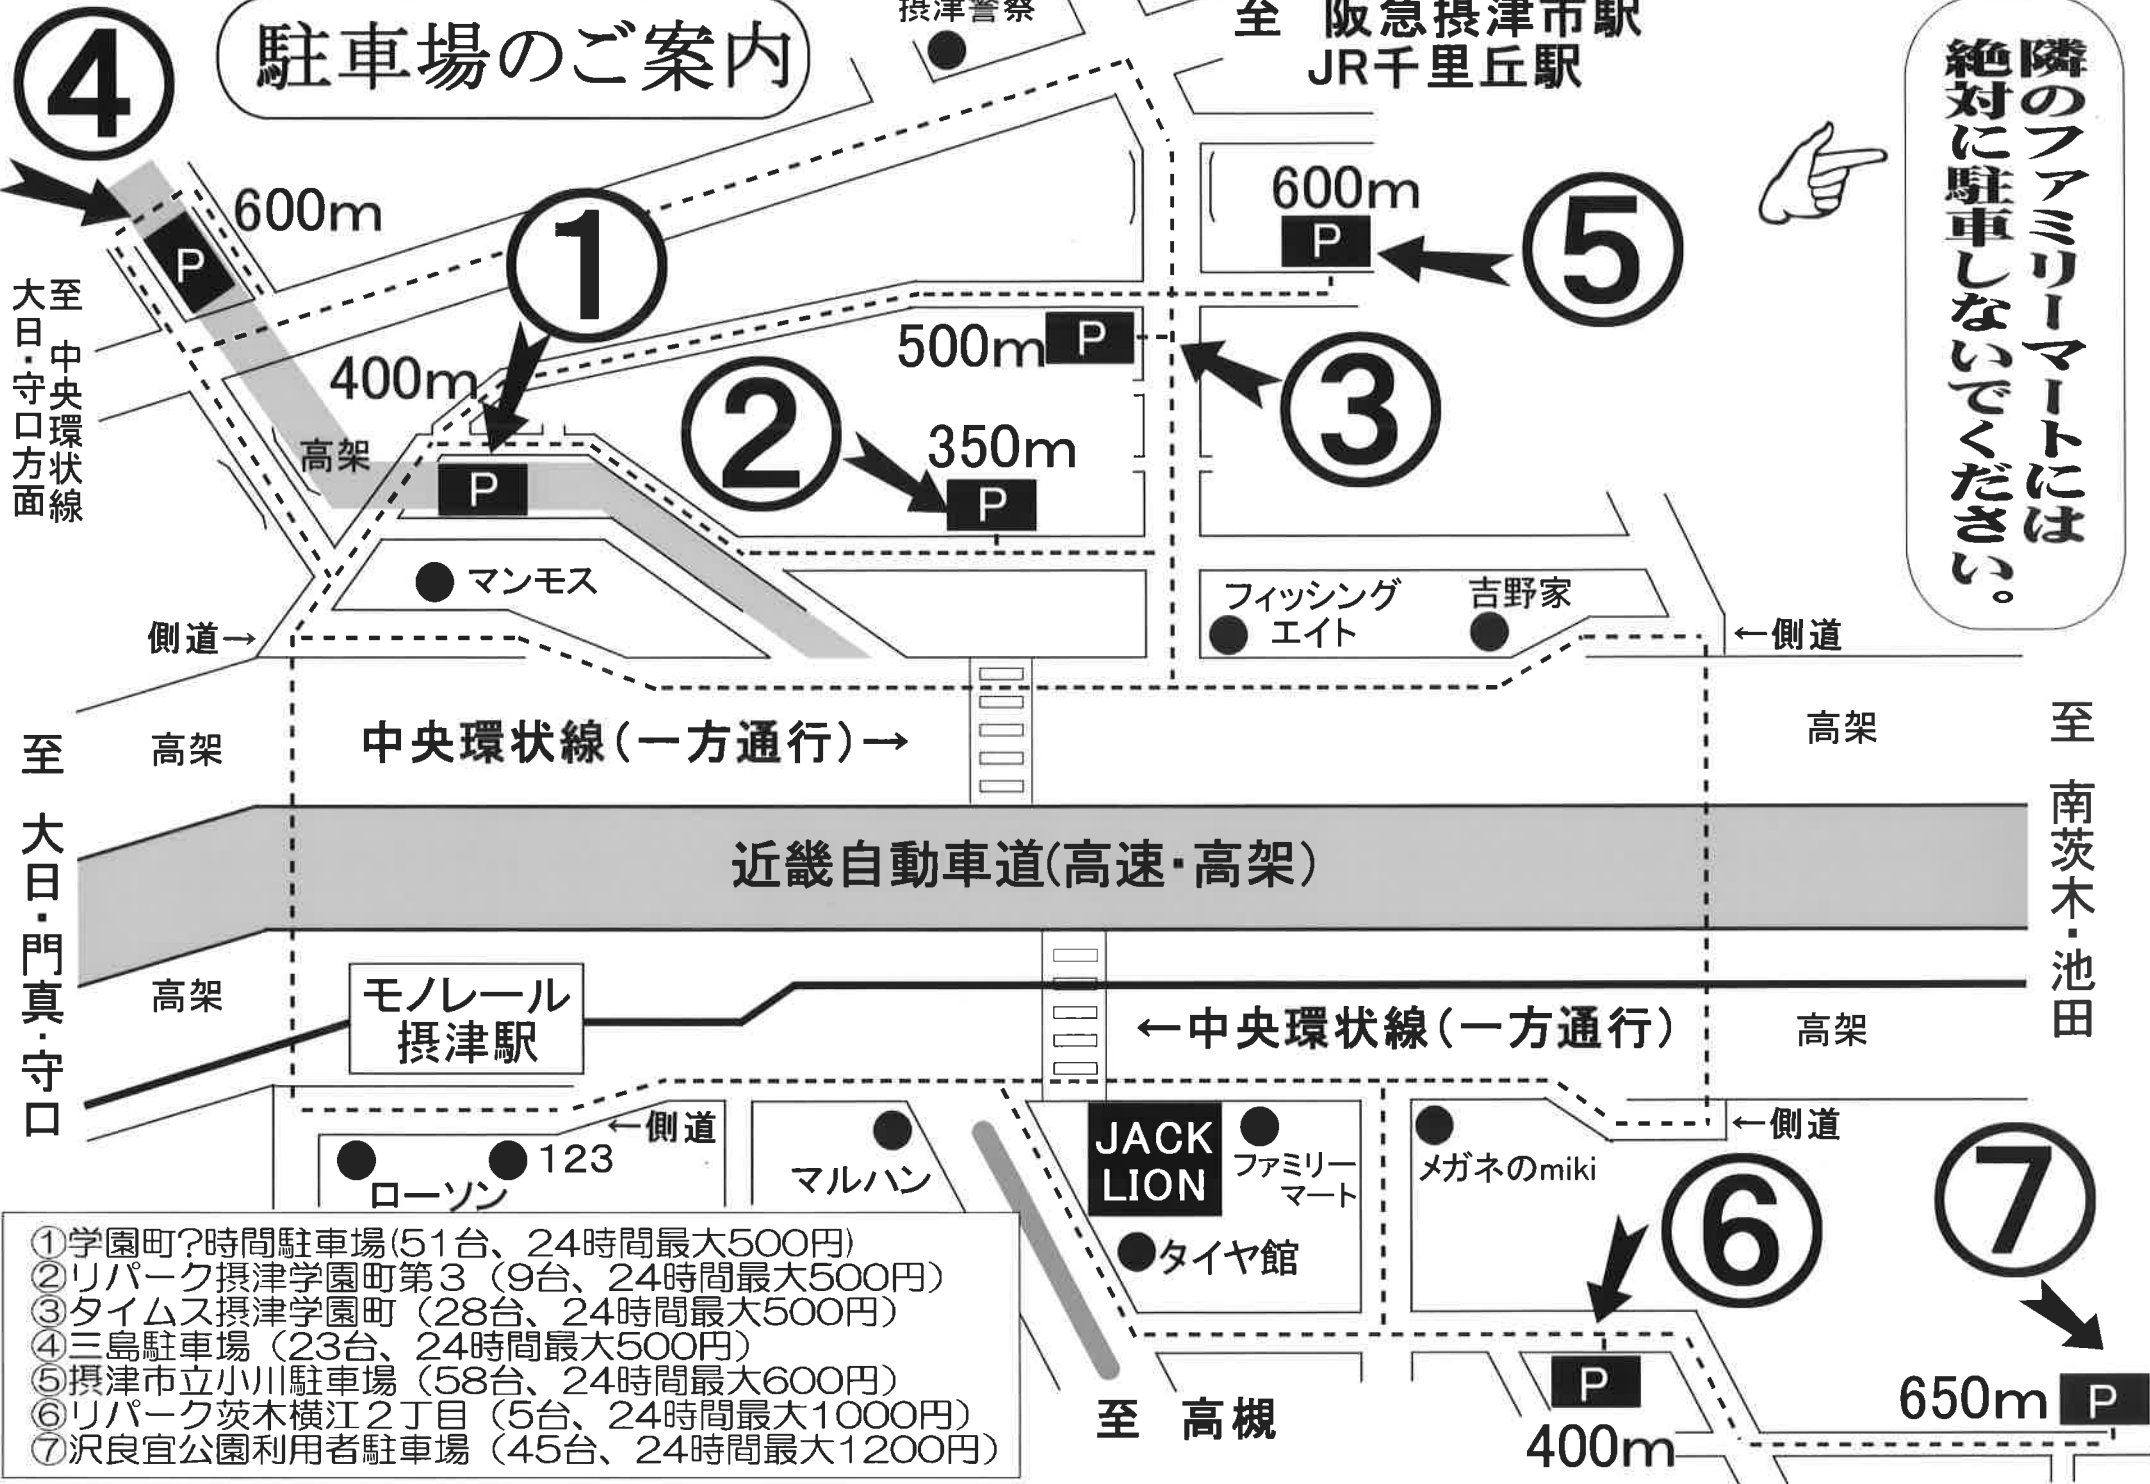 ④
駐車場のご案内
摂津警察
至　阪急摂津市駅
JR千里丘駅
隣のファミリーマートには
絶対に駐車しないでください。
600m
P
①
600m
P
⑤
至　中央環状線
大日・守口方面
400m
500m
P
③
②
350m
高架
P
P
マンモス
フィッシング
エイト
吉野家
側道→
←側道
至　大日・門真・守口
高架
中央環状線(一方通行)→
高架
至　南茨木・池田
近畿自動車道(高速・高架)
高架
モノレール
摂津駅
←中央環状線(一方通行)
高架
←側道
←側道
ローソン
123
マルハン
JACK
LION
ファミリー
マート
メガネのmiki
タイヤ館
⑥
⑦
①学園町?時間駐車場(51台、24時間最大500円)
②リパーク摂津学園町第3（9台、24時間最大500円）
③タイムス摂津学園町（28台、24時間最大500円）
④三島駐車場（23台、24時間最大500円）
⑤摂津市立小川駐車場（58台、24時間最大600円）
⑥リパーク茨木横江2丁目（5台、24時間最大1000円）
⑦沢良宜公園利用者駐車場（45台、24時間最大1200円）
至　高槻
P
400m
650m
P